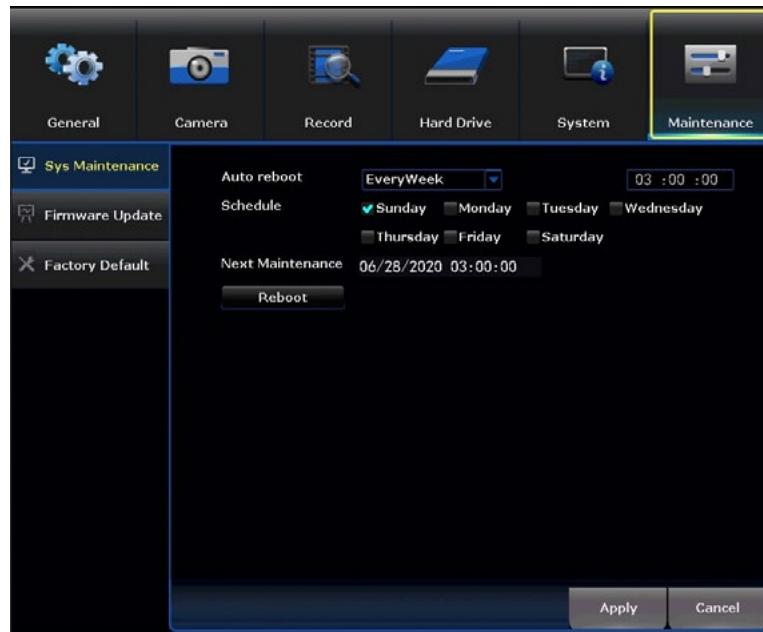 General Camera Record Hard Drive System Maintenance
Sys Maintenance
Firmware Update
Factory Default
Auto reboot EveryWeek 03 :00 :00
Schedule Sunday Monday Tuesday Wednesday
Thursday Friday Saturday
Next Maintenance 06/28/2020 03:00:00
Reboot
Apply Cancel